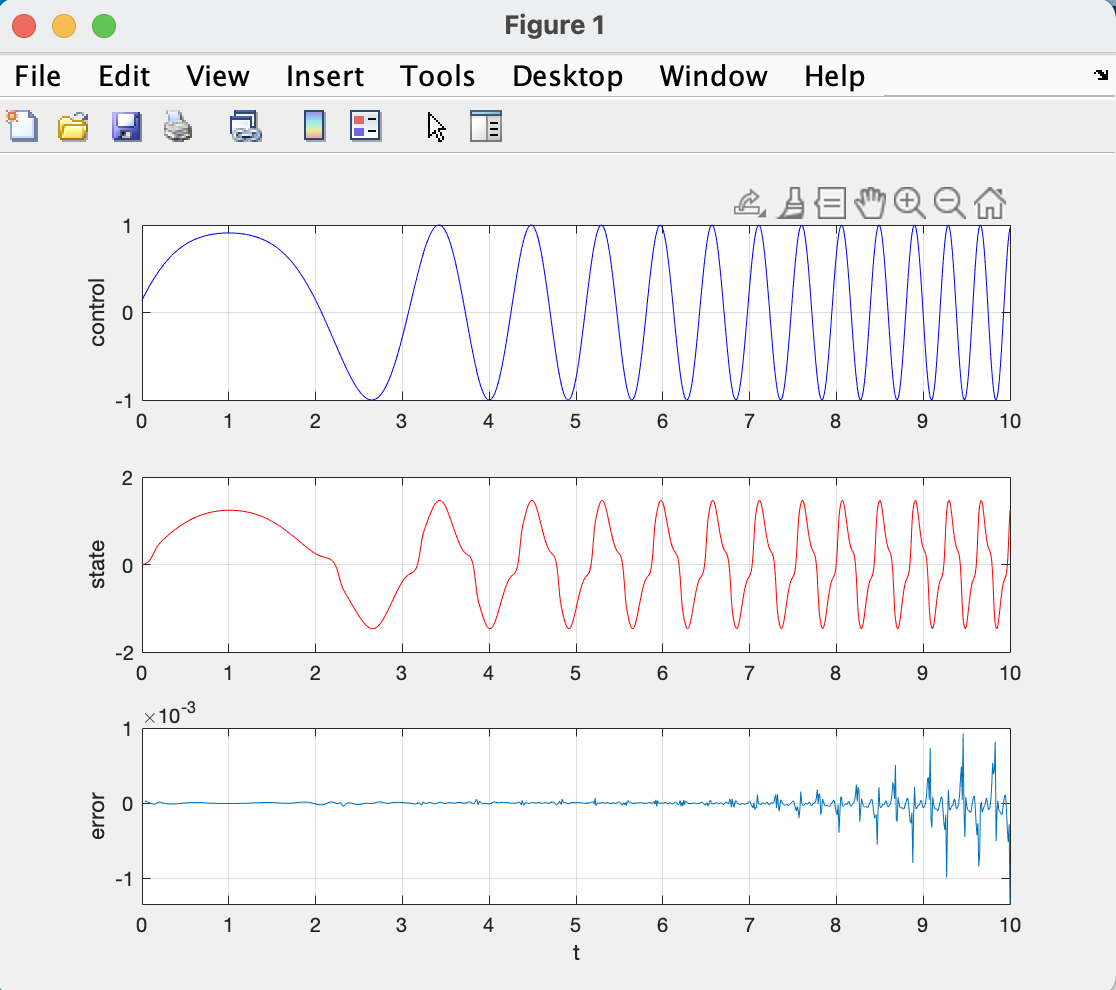 Figure 1
File Edit View Insert Tools Desktop Window Help
1
0
-1
control
0 1 2 3 4 5 6 7 8 9 10
2
0
-2
state
0 1 2 3 4 5 6 7 8 9 10
×10-3
1
0
-1
error
0 1 2 3 4 5 6 7 8 9 10
t